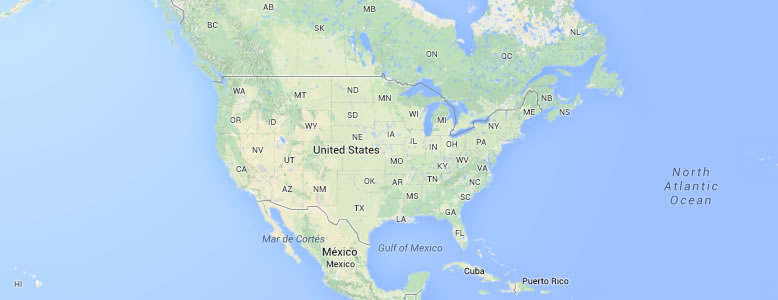 AB
MB
BC
SK
NL
ON
QC
WA
MT
ND
MN
NB
NS
ME
OR
ID
WY
SD
WI
MI
NY
NE
IA
IL
IN
OH
PA
NV
UT
United States
MO
KY
WV
VA
CA
AZ
NM
OK
AR
TN
NC
MS
SC
TX
LA
GA
FL
North
Atlantic
Ocean
Mar de Cortés
Gulf of Mexico
México
Mexico
Cuba
Puerto Rico
HI